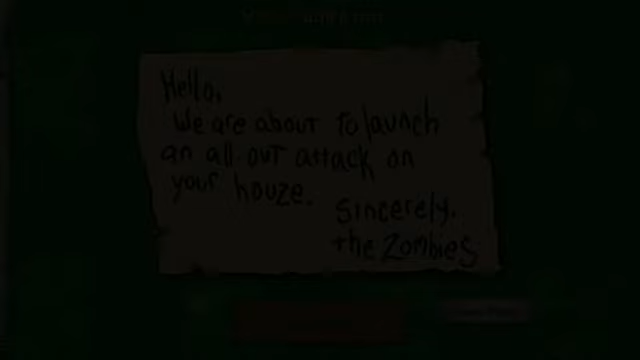 Hello,
We are about to launch
an all-out attack on
your houze.
Sincerely,
the Zombies